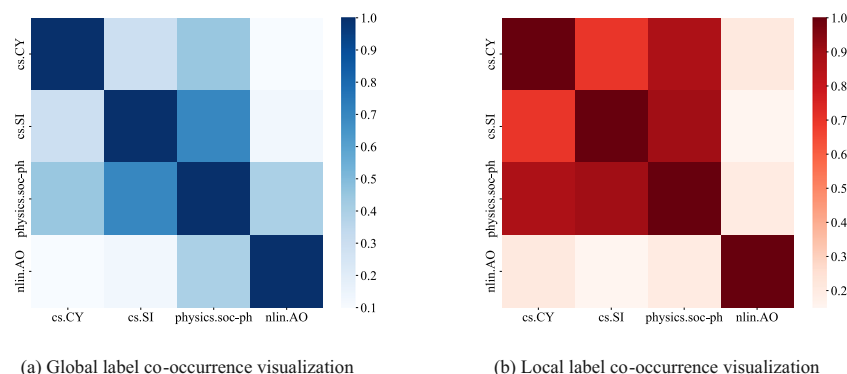 cs.CY
cs.SI
physics.soc-ph
nlin.AO
cs.CY cs.SI physics.soc-ph nlin.AO
1.0
0.9
0.8
0.7
0.6
0.5
0.4
0.3
0.2
0.1
(a) Global label co-occurrence visualization
cs.CY
cs.SI
physics.soc-ph
nlin.AO
cs.CY cs.SI physics.soc-ph nlin.AO
1.0
0.9
0.8
0.7
0.6
0.5
0.4
0.3
0.2
(b) Local label co-occurrence visualization